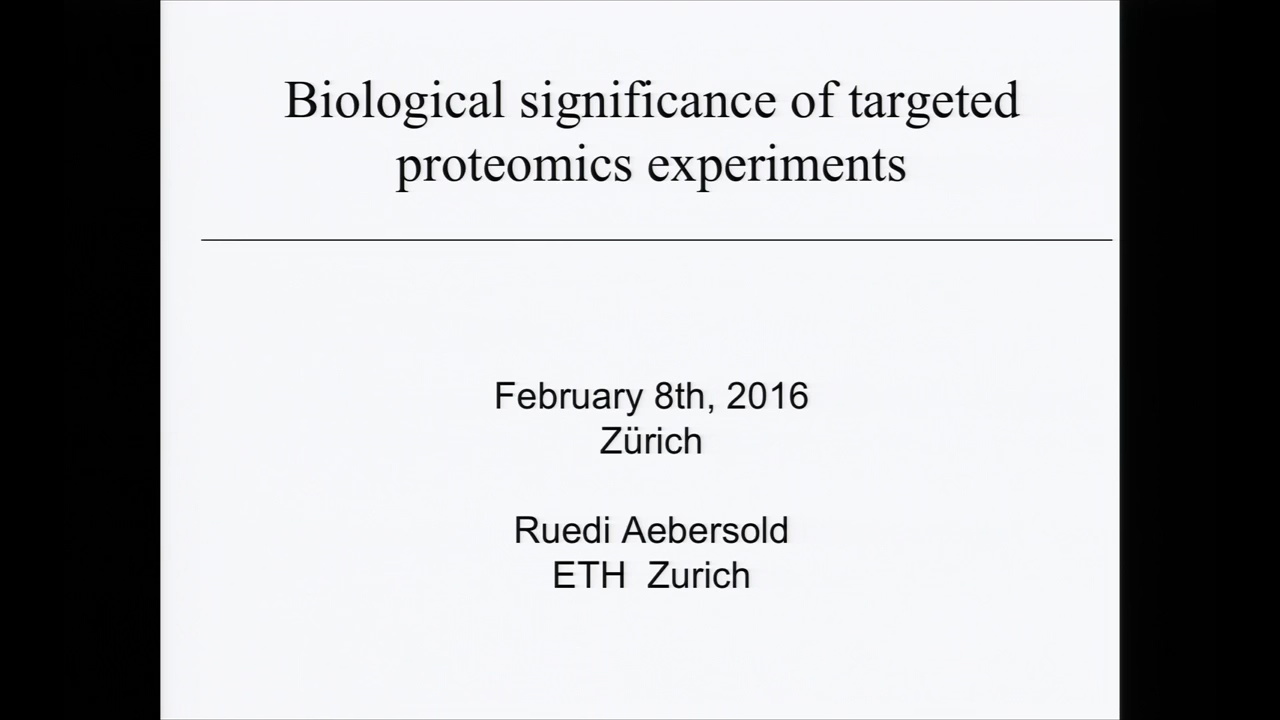 Biological significance of targeted
proteomics experiments
February 8th, 2016
Zürich
Ruedi Aebersold
ETH Zurich